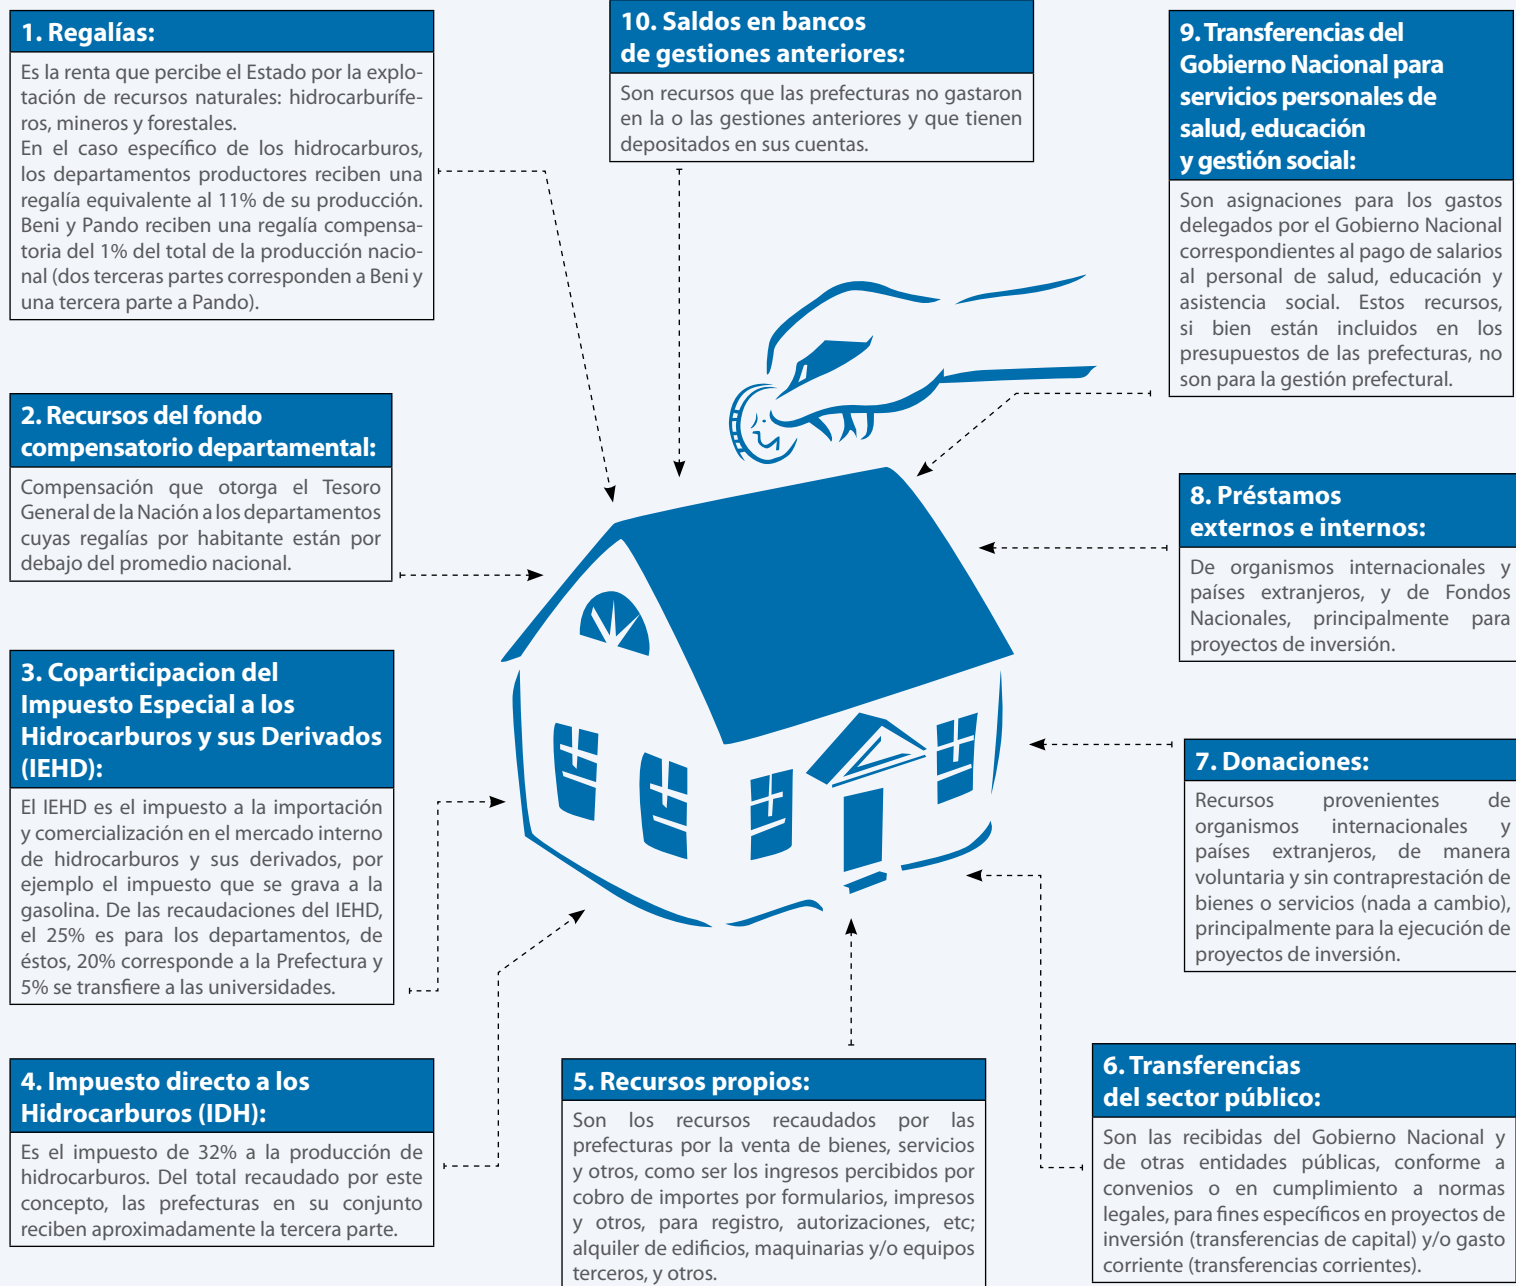 1. Regalías:
Es la renta que percibe el Estado por la explo-
tación de recursos naturales: hidrocarburífe-
ros, mineros y forestales.
En el caso específico de los hidrocarburos,
los departamentos productores reciben una
regalía equivalente al 11% de su producción.
Beni y Pando reciben una regalía compensa-
toria del 1% del total de la producción nacio-
nal (dos terceras partes corresponden a Beni y
una tercera parte a Pando).
2. Recursos del fondo
compensatorio departamental:
Compensación que otorga el Tesoro
General de la Nación a los departamentos
cuyas regalías por habitante están por
debajo del promedio nacional.
3. Coparticipacion del
Impuesto Especial a los
Hidrocarburos y sus Derivados
(IEHD):
El IEHD es el impuesto a la importación
y comercialización en el mercado interno
de hidrocarburos y sus derivados, por
ejemplo el impuesto que se grava a la
gasolina. De las recaudaciones del IEHD,
el 25% es para los departamentos, de
éstos, 20% corresponde a la Prefectura y
5% se transfiere a las universidades.
4. Impuesto directo a los
Hidrocarburos (IDH):
Es el impuesto de 32% a la producción de
hidrocarburos. Del total recaudado por este
concepto, las prefecturas en su conjunto
reciben aproximadamente la tercera parte.
5. Recursos propios:
Son los recursos recaudados por las
prefecturas por la venta de bienes, servicios
y otros, como ser los ingresos percibidos por
cobro de importes por formularios, impresos
y otros, para registro, autorizaciones, etc;
alquiler de edificios, maquinarias y/o equipos
terceros, y otros.
6. Transferencias
del sector público:
Son las recibidas del Gobierno Nacional y
de otras entidades públicas, conforme a
convenios o en cumplimiento a normas
legales, para fines específicos en proyectos de
inversión (transferencias de capital) y/o gasto
corriente (transferencias corrientes).
7. Donaciones:
Recursos provenientes de
organismos internacionales y
países extranjeros, de manera
voluntaria y sin contraprestación de
bienes o servicios (nada a cambio),
principalmente para la ejecución de
proyectos de inversión.
8. Préstamos
externos e internos:
De organismos internacionales y
países extranjeros, y de Fondos
Nacionales, principalmente para
proyectos de inversión.
9. Transferencias del
Gobierno Nacional para
servicios personales de
salud, educación
y gestión social:
Son asignaciones para los gastos
delegados por el Gobierno Nacional
correspondientes al pago de salarios
al personal de salud, educación y
asistencia social. Estos recursos,
si bien están incluidos en los
presupuestos de las prefecturas, no
son para la gestión prefectural.
10. Saldos en bancos
de gestiones anteriores:
Son recursos que las prefecturas no gastaron
en la o las gestiones anteriores y que tienen
depositados en sus cuentas.